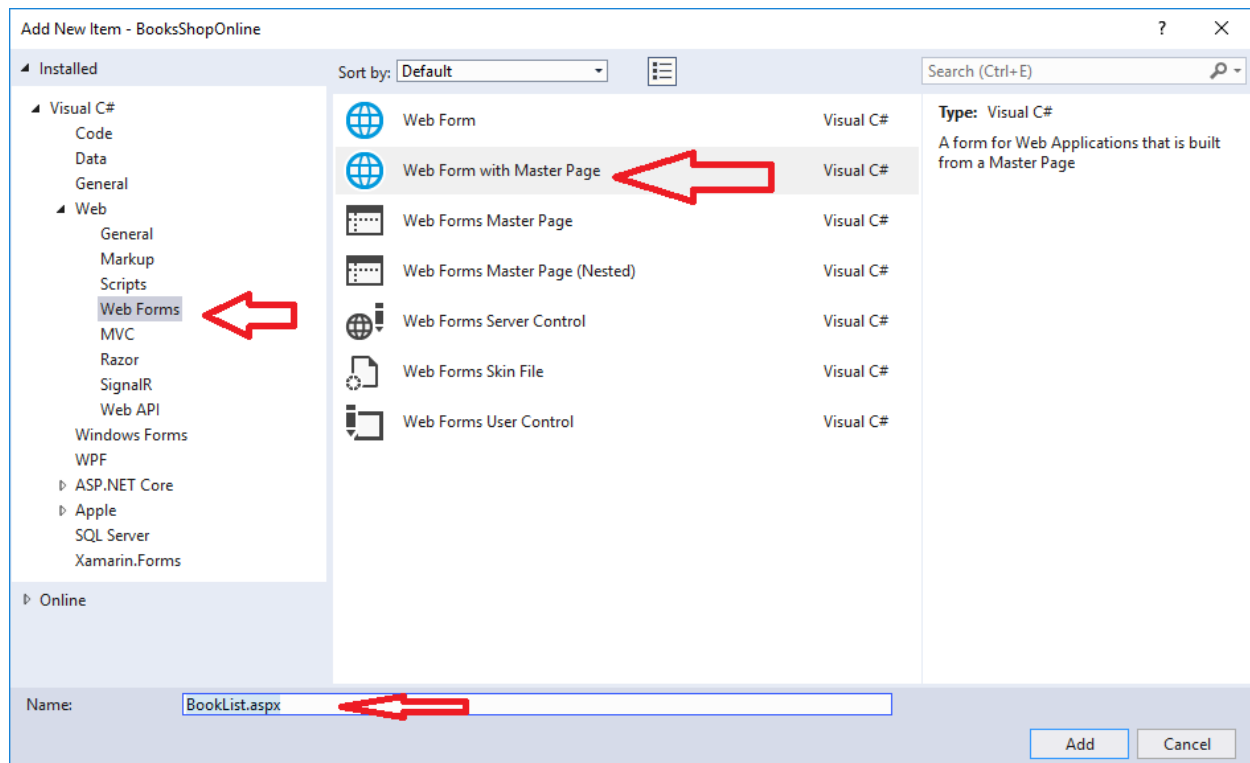 Add New Item - BooksShopOnline
?
Installed
Sort by: Default
Search (Ctrl+E)
Visual C#
Code
Data
General
Web
General
Markup
Scripts
Web Forms
MVC
Razor
SignalR
Web API
Windows Forms
WPF
ASP.NET Core
Apple
SQL Server
Xamarin.Forms
Online
Web Form Visual C#
Web Form with Master Page Visual C#
Web Forms Master Page Visual C#
Web Forms Master Page (Nested) Visual C#
Web Forms Server Control Visual C#
Web Forms Skin File Visual C#
Web Forms User Control Visual C#
Type: Visual C#
A form for Web Applications that is built
from a Master Page
Name: BookList.aspx
Add Cancel